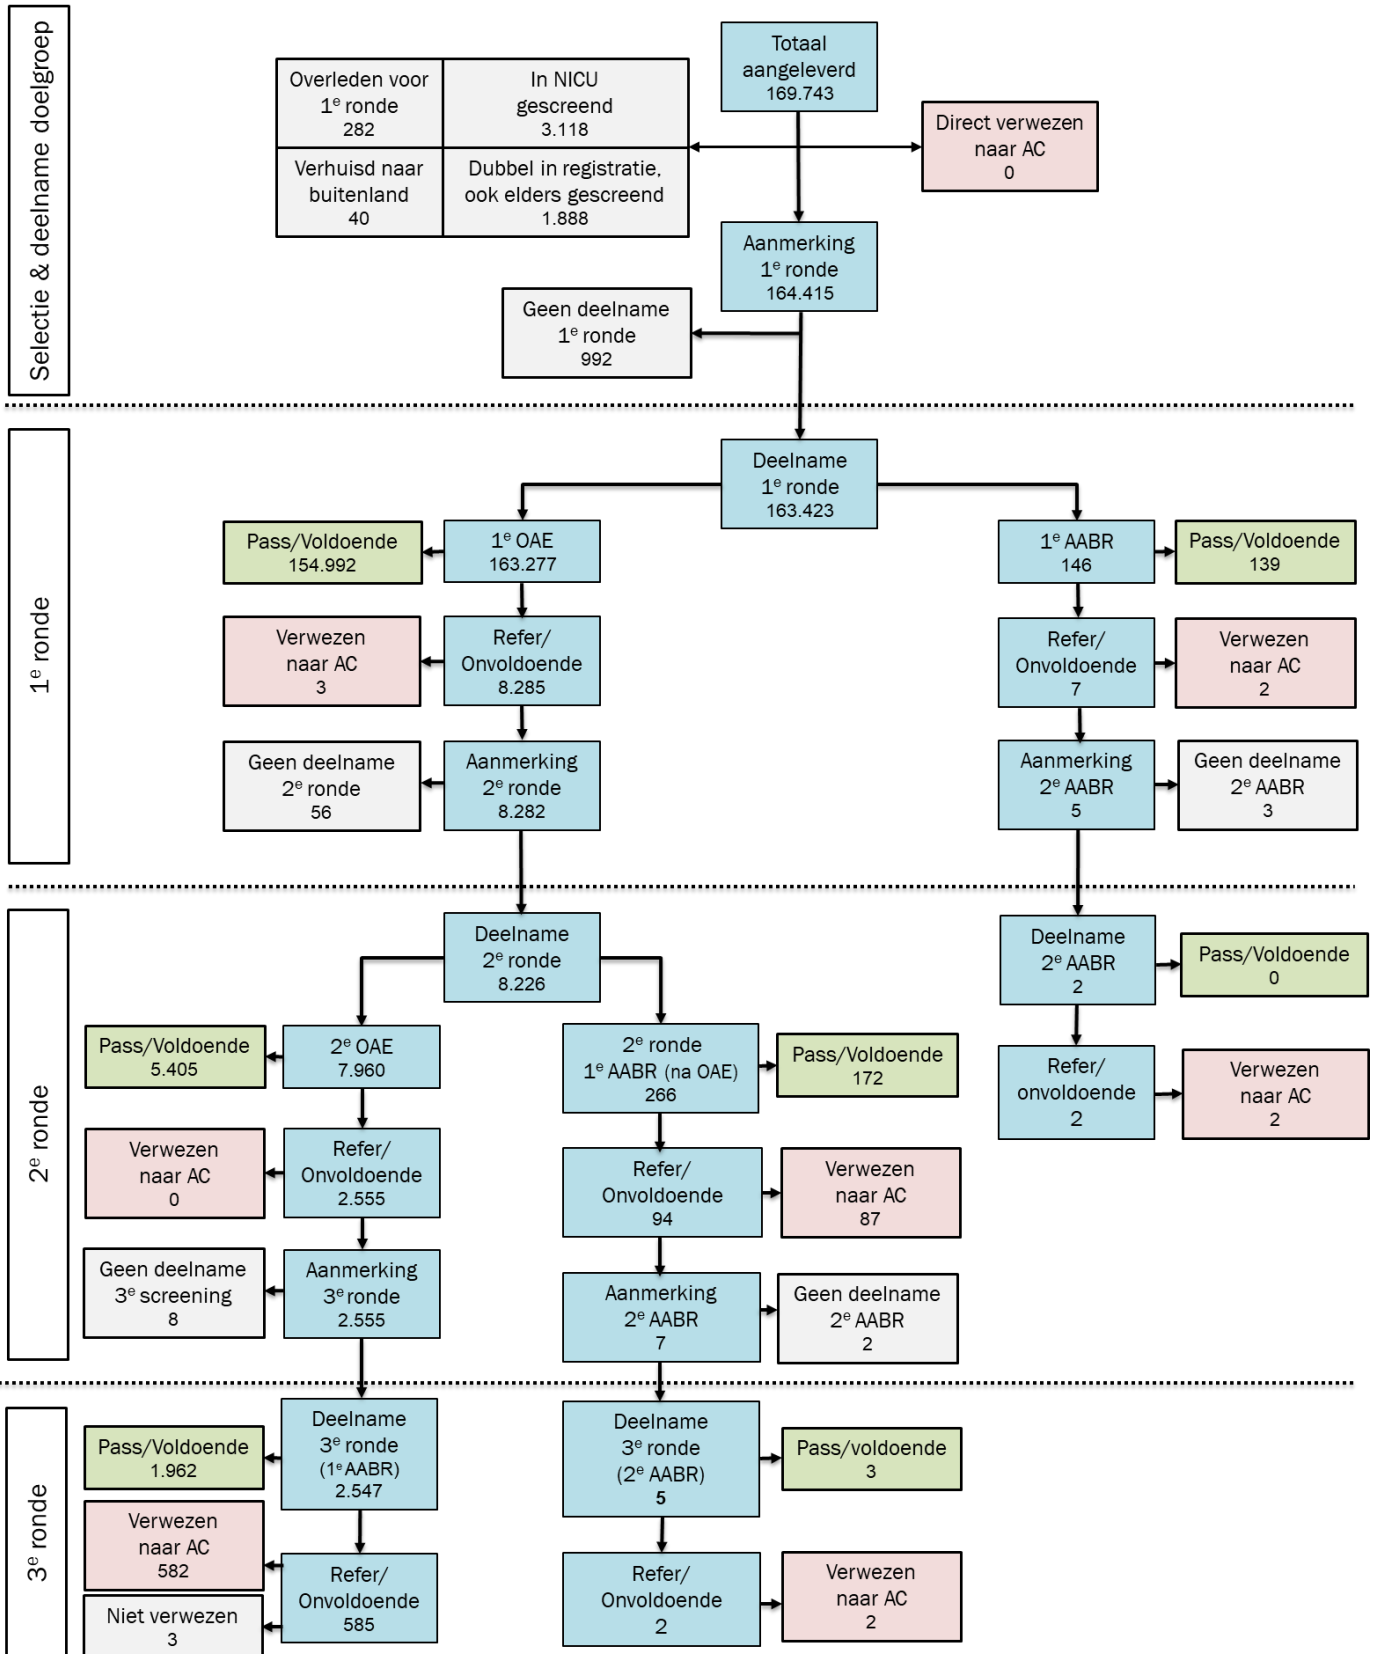 Selectie & deelname doelgroep
Totaal
aangeleverd
169.743
Overleden voor
1e ronde
282
In NICU
gescreend
3.118
Verhuisd naar
buitenland
40
Dubbel in registratie,
ook elders gescreend
1.888
Direct verwezen
naar AC
0
Aanmerking
1e ronde
164.415
Geen deelname
1e ronde
992
1e ronde
Deelname
1e ronde
163.423
Pass/Voldoende
154.992
1e OAE
163.277
1e AABR
146
Pass/Voldoende
139
Verwezen
naar AC
3
Refer/
Onvoldoende
8.285
Refer/
Onvoldoende
7
Verwezen
naar AC
2
Geen deelname
2e ronde
56
Aanmerking
2e ronde
8.282
Aanmerking
2e AABR
5
Geen deelname
2e AABR
3
2e ronde
Deelname
2e ronde
8.226
Deelname
2e AABR
2
Pass/Voldoende
0
Pass/Voldoende
5.405
2e OAE
7.960
2e ronde
1e AABR (na OAE)
266
Pass/Voldoende
172
Refer/
onvoldoende
2
Verwezen
naar AC
2
Verwezen
naar AC
0
Refer/
Onvoldoende
2.555
Refer/
Onvoldoende
94
Verwezen
naar AC
87
Geen deelname
3e screening
8
Aanmerking
3e ronde
2.555
Aanmerking
2e AABR
7
Geen deelname
2e AABR
2
3e ronde
Pass/Voldoende
1.962
Deelname
3e ronde
(1e AABR)
2.547
Deelname
3e ronde
(2e AABR)
5
Pass/voldoende
3
Verwezen
naar AC
582
Niet verwezen
3
Refer/
Onvoldoende
585
Refer/
Onvoldoende
2
Verwezen
naar AC
2